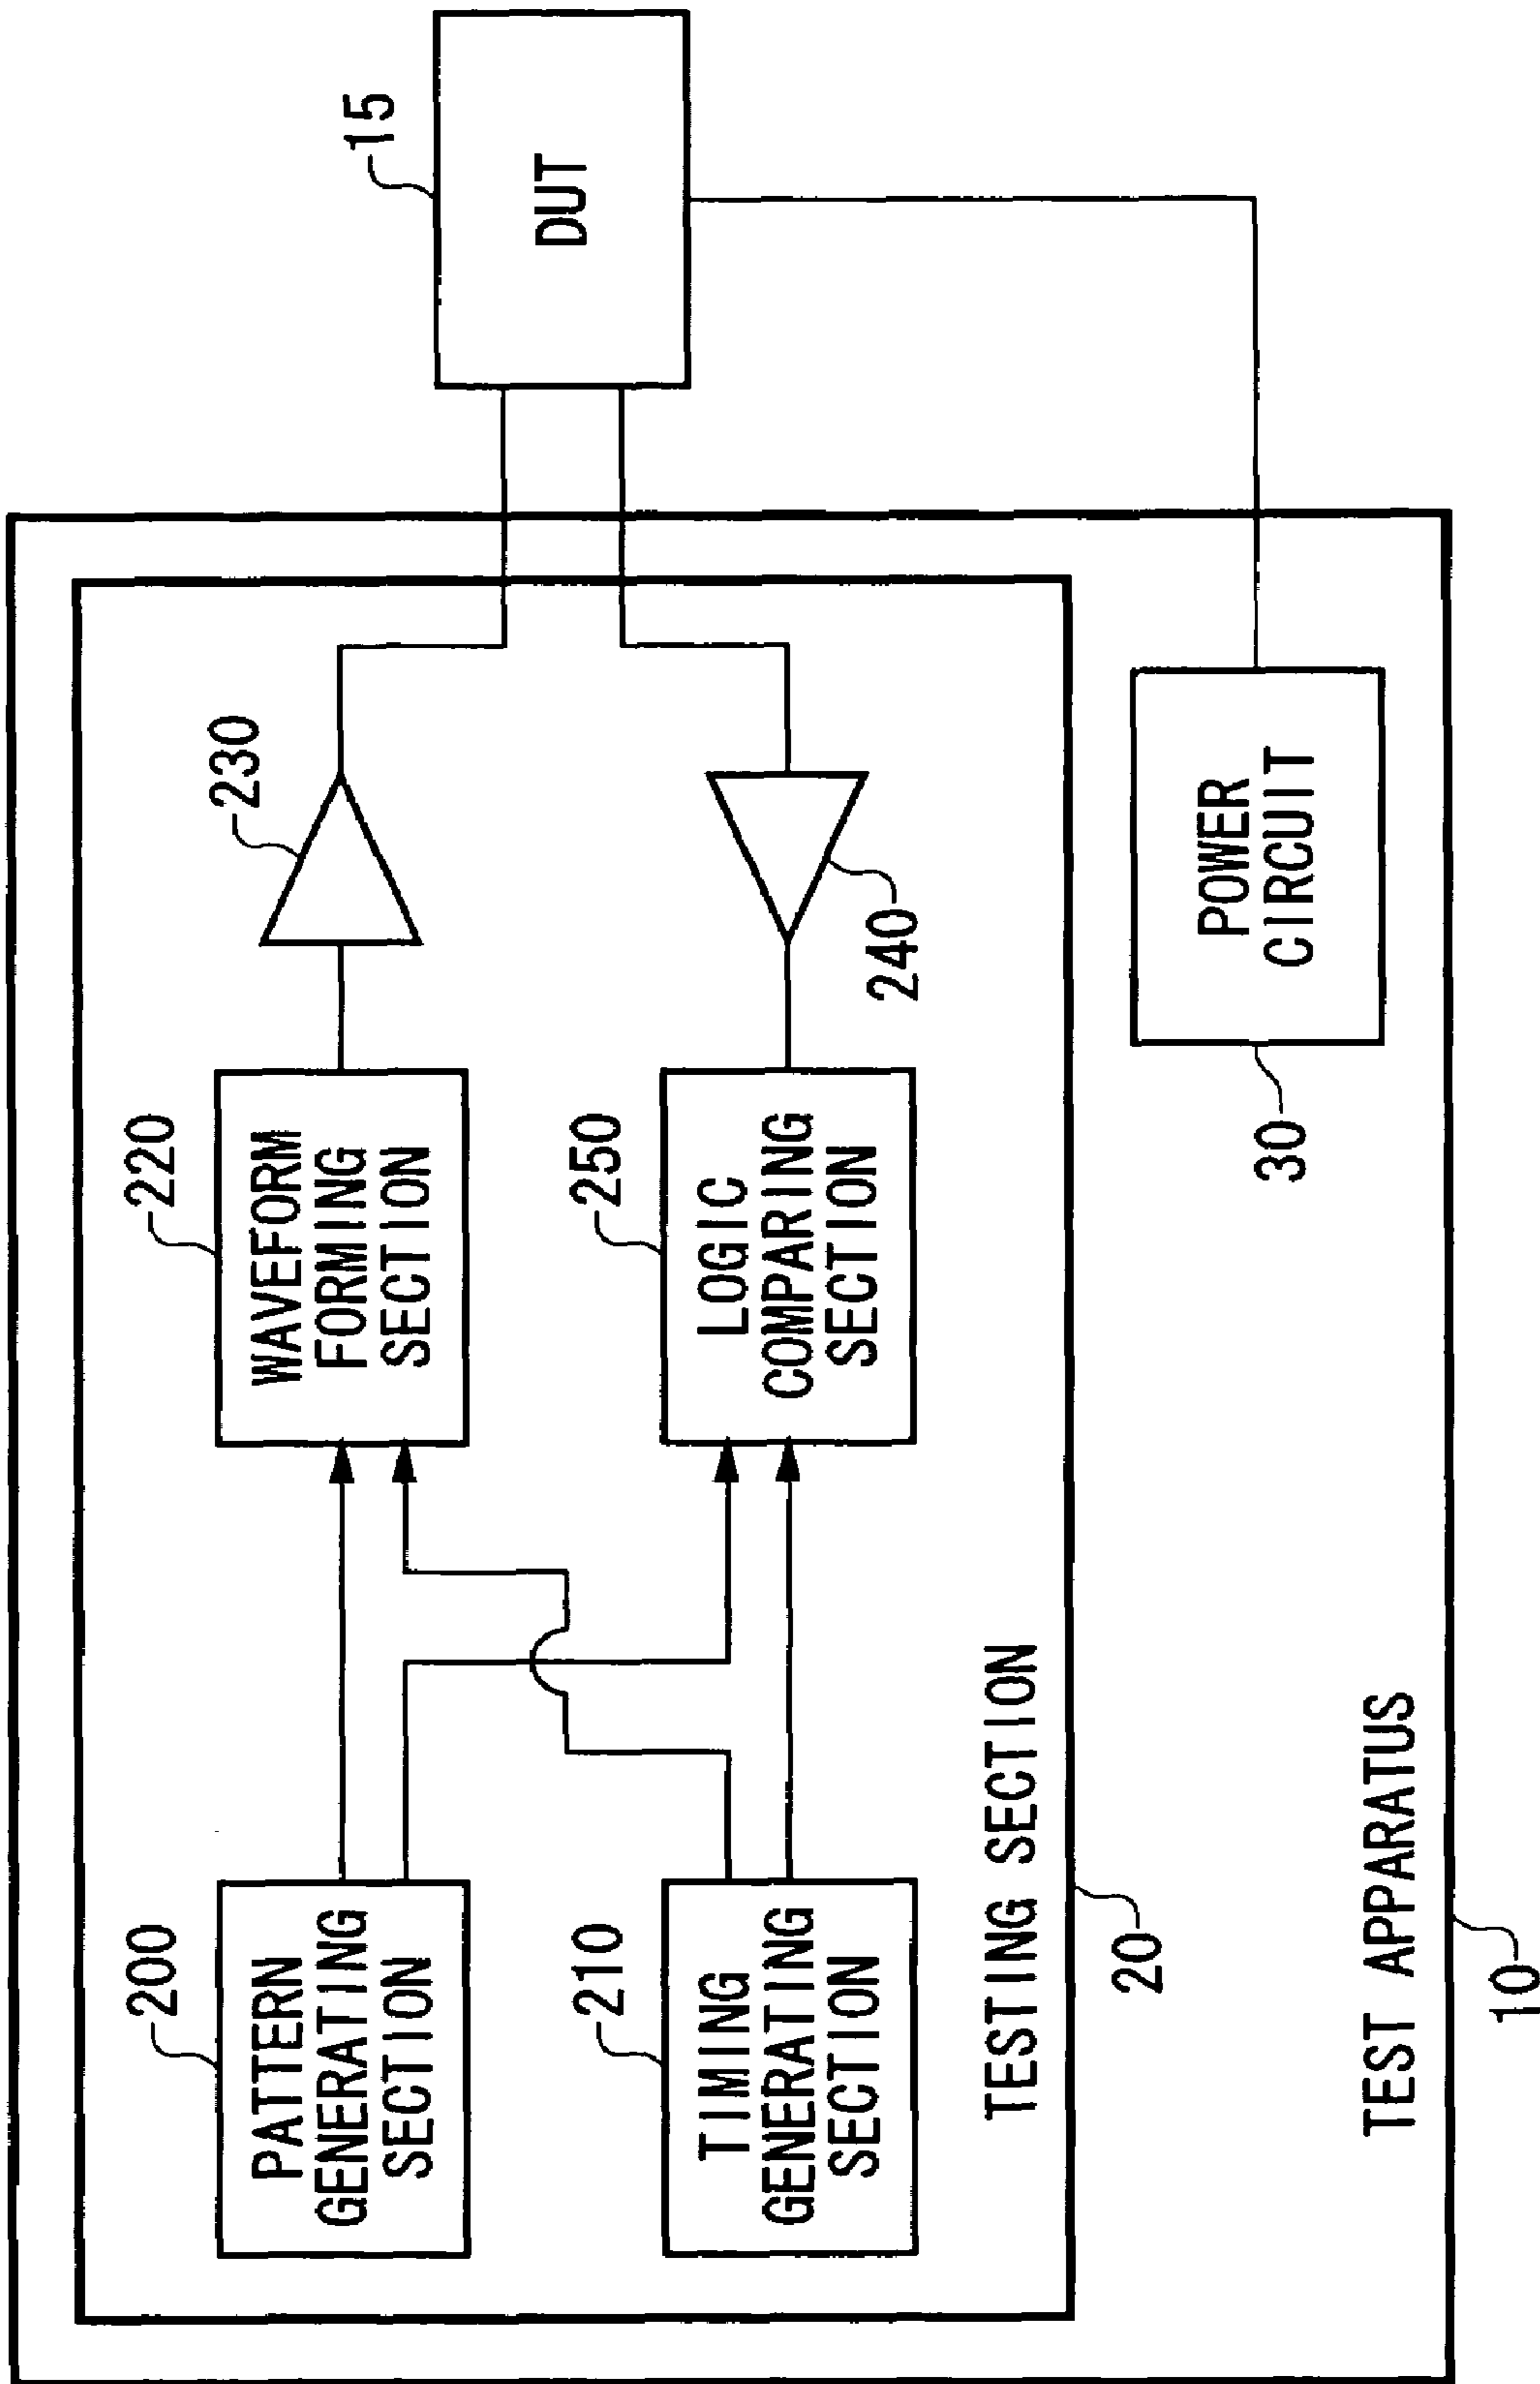 200
PATTERN
GENERATING
SECTION
220
WAVEFORM
FORMING
SECTION
230
15
DUT
210
TIMING
GENERATING
SECTION
250
LOGIC
COMPARING
SECTION
240
TESTING SECTION
20
30
POWER
CIRCUIT
TEST APPARATUS
10